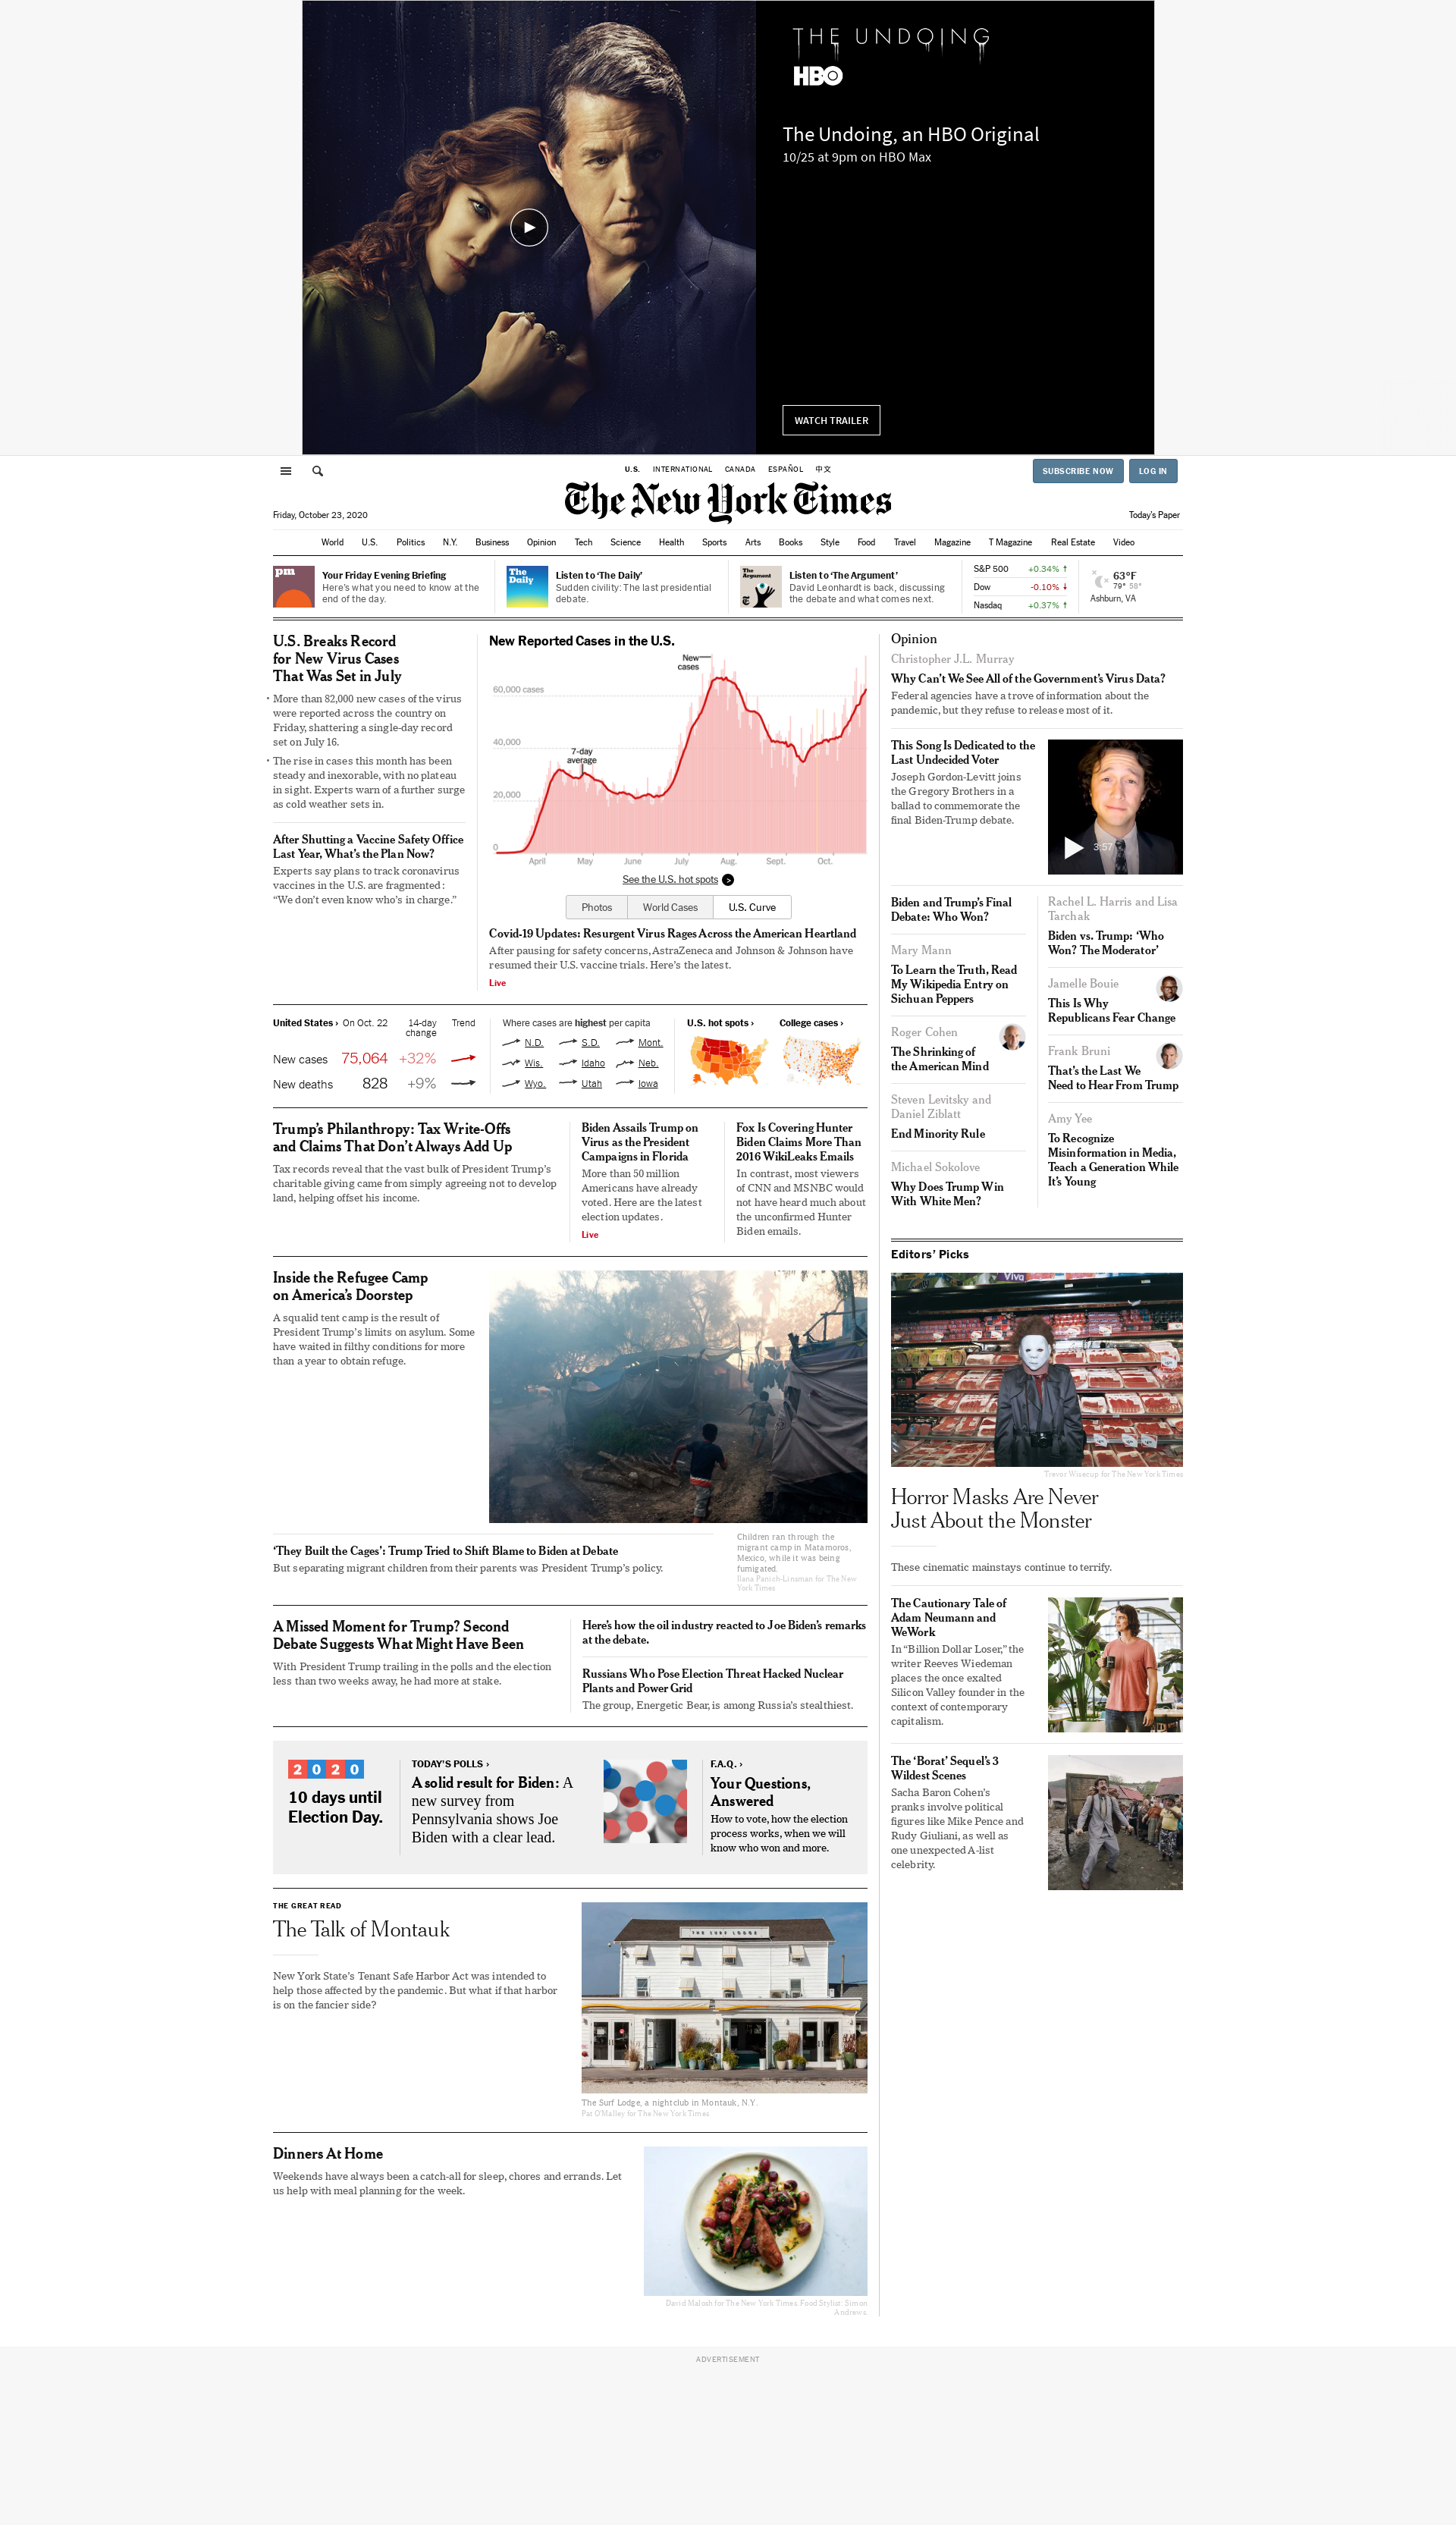 THE UNDOING
HBO
The Undoing, an HBO Original
10/25 at 9pm on HBO Max
WATCH TRAILER
U.S. INTERNATIONAL CANADA ESPAÑOL 中文
SUBSCRIBE NOW LOG IN
The New York Times
Friday, October 23, 2020
Today's Paper
World U.S. Politics N.Y. Business Opinion Tech Science Health Sports Arts Books Style Food Travel Magazine T Magazine Real Estate Video
pm
Your Friday Evening Briefing
Here's what you need to know at the
end of the day.
The
Daily
Listen to 'The Daily'
Sudden civility: The last presidential
debate.
The
Argument
Listen to 'The Argument'
David Leonhardt is back, discussing
the debate and what comes next.
S&P 500 +0.34% ↑
Dow -0.10% ↓
Nasdaq +0.37% ↑
63°F
79° 58°
Ashburn, VA
U.S. Breaks Record
for New Virus Cases
That Was Set in July
• More than 82,000 new cases of the virus
were reported across the country on
Friday, shattering a single-day record
set on July 16.
• The rise in cases this month has been
steady and inexorable, with no plateau
in sight. Experts warn of a further surge
as cold weather sets in.
After Shutting a Vaccine Safety Office
Last Year, What's the Plan Now?
Experts say plans to track coronavirus
vaccines in the U.S. are fragmented:
"We don't even know who's in charge."
New Reported Cases in the U.S.
New
cases
60,000 cases
40,000
7-day
average
20,000
0
April May June July Aug. Sept. Oct.
See the U.S. hot spots >
Photos World Cases U.S. Curve
Covid-19 Updates: Resurgent Virus Rages Across the American Heartland
After pausing for safety concerns, AstraZeneca and Johnson & Johnson have
resumed their U.S. vaccine trials. Here's the latest.
Live
United States › On Oct. 22 14-day Trend
change
New cases 75,064 +32%
New deaths 828 +9%
Where cases are highest per capita
N.D. S.D. Mont.
Wis. Idaho Neb.
Wyo. Utah Iowa
U.S. hot spots › College cases ›
Trump's Philanthropy: Tax Write-Offs
and Claims That Don't Always Add Up
Tax records reveal that the vast bulk of President Trump's
charitable giving came from simply agreeing not to develop
land, helping offset his income.
Biden Assails Trump on
Virus as the President
Campaigns in Florida
More than 50 million
Americans have already
voted. Here are the latest
election updates.
Live
Fox Is Covering Hunter
Biden Claims More Than
2016 WikiLeaks Emails
In contrast, most viewers
of CNN and MSNBC would
not have heard much about
the unconfirmed Hunter
Biden emails.
Inside the Refugee Camp
on America's Doorstep
A squalid tent camp is the result of
President Trump's limits on asylum. Some
have waited in filthy conditions for more
than a year to obtain refuge.
'They Built the Cages': Trump Tried to Shift Blame to Biden at Debate
But separating migrant children from their parents was President Trump's policy.
Children ran through the
migrant camp in Matamoros,
Mexico, while it was being
fumigated.
Ilana Panich-Linsman for The New
York Times
A Missed Moment for Trump? Second
Debate Suggests What Might Have Been
With President Trump trailing in the polls and the election
less than two weeks away, he had more at stake.
Here's how the oil industry reacted to Joe Biden's remarks
at the debate.
Russians Who Pose Election Threat Hacked Nuclear
Plants and Power Grid
The group, Energetic Bear, is among Russia's stealthiest.
2020
10 days until
Election Day.
TODAY'S POLLS ›
A solid result for Biden: A
new survey from
Pennsylvania shows Joe
Biden with a clear lead.
F.A.Q. ›
Your Questions,
Answered
How to vote, how the election
process works, when we will
know who won and more.
THE GREAT READ
The Talk of Montauk
New York State's Tenant Safe Harbor Act was intended to
help those affected by the pandemic. But what if that harbor
is on the fancier side?
THE SURF LODGE
The Surf Lodge, a nightclub in Montauk, N.Y.
Pat O'Malley for The New York Times
Dinners At Home
Weekends have always been a catch-all for sleep, chores and errands. Let
us help with meal planning for the week.
David Malosh for The New York Times. Food Stylist: Simon
Andrews.
Opinion
Christopher J.L. Murray
Why Can't We See All of the Government's Virus Data?
Federal agencies have a trove of information about the
pandemic, but they refuse to release most of it.
This Song Is Dedicated to the
Last Undecided Voter
Joseph Gordon-Levitt joins
the Gregory Brothers in a
ballad to commemorate the
final Biden-Trump debate.
3:57
Biden and Trump's Final
Debate: Who Won?
Mary Mann
To Learn the Truth, Read
My Wikipedia Entry on
Sichuan Peppers
Roger Cohen
The Shrinking of
the American Mind
Steven Levitsky and
Daniel Ziblatt
End Minority Rule
Michael Sokolove
Why Does Trump Win
With White Men?
Rachel L. Harris and Lisa
Tarchak
Biden vs. Trump: 'Who
Won? The Moderator'
Jamelle Bouie
This Is Why
Republicans Fear Change
Frank Bruni
That's the Last We
Need to Hear From Trump
Amy Yee
To Recognize
Misinformation in Media,
Teach a Generation While
It's Young
Editors' Picks
Viva
Trevor Wisecup for The New York Times
Horror Masks Are Never
Just About the Monster
These cinematic mainstays continue to terrify.
The Cautionary Tale of
Adam Neumann and
WeWork
In "Billion Dollar Loser," the
writer Reeves Wiedeman
places the once exalted
Silicon Valley founder in the
context of contemporary
capitalism.
The 'Borat' Sequel's 3
Wildest Scenes
Sacha Baron Cohen's
pranks involve political
figures like Mike Pence and
Rudy Giuliani, as well as
one unexpected A-list
celebrity.
ADVERTISEMENT